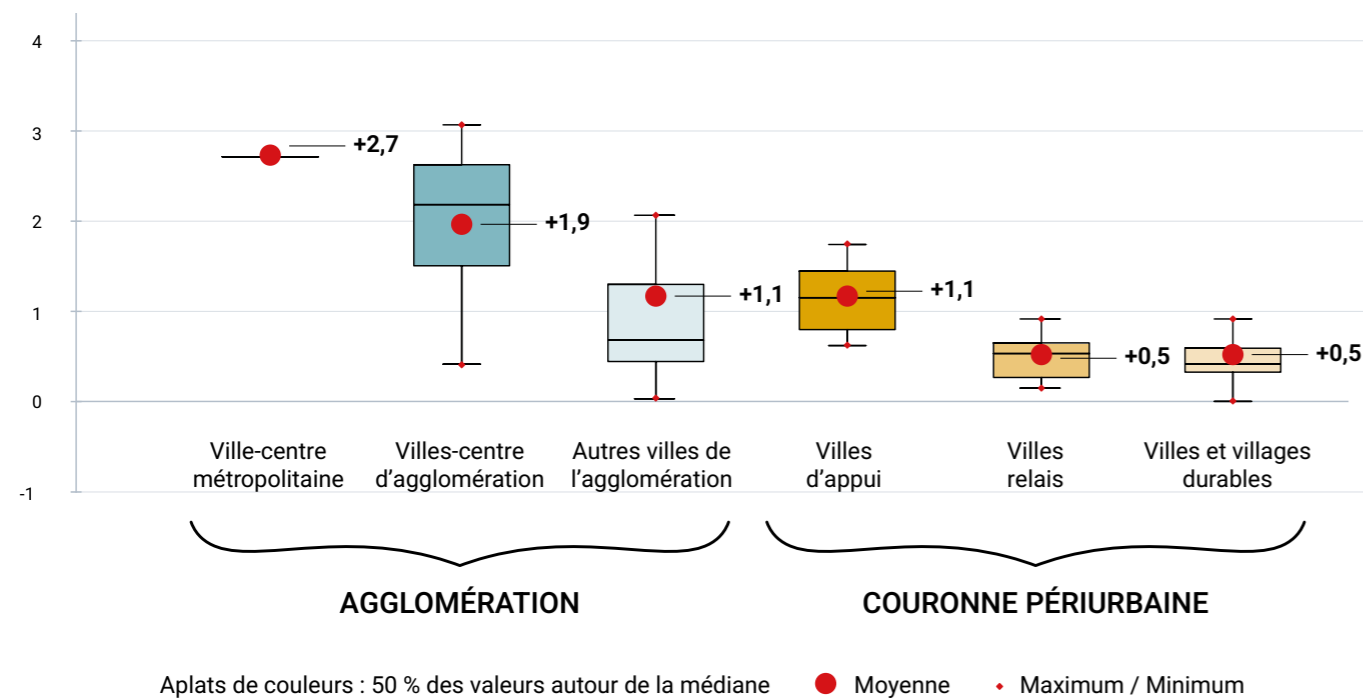 4
3
2
1
0
-1
+2,7
+1,9
+1,1
+1,1
+0,5
+0,5
Ville-centre
métropolitaine
Villes-centre
d'agglomération
Autres villes de
l'agglomération
Villes
d'appui
Villes
relais
Villes et villages
durables
AGGLOMÉRATION
COURONNE PÉRIURBAINE
Aplats de couleurs : 50 % des valeurs autour de la médiane
Moyenne
Maximum / Minimum